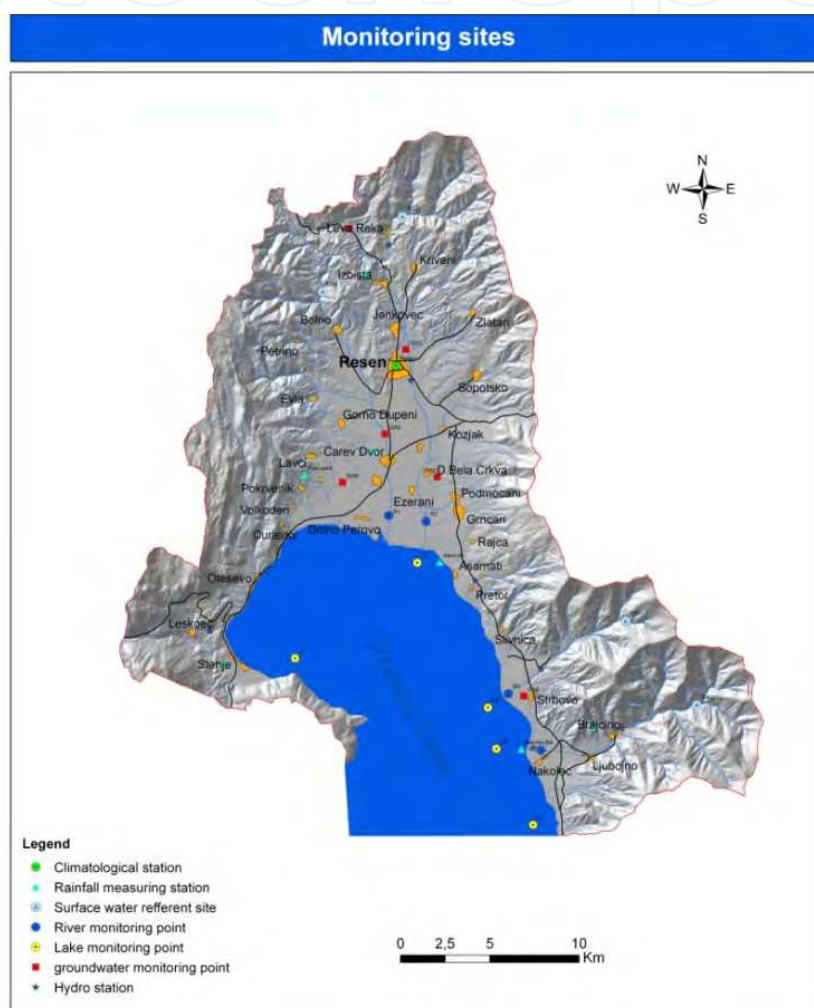 Monitoring sites
N
W E
S
Leva Reka
Kriveni
Izbista
Jankovec
Zlatari
Bolno
Petrino
Resen
Sopotsko
Evla
Gorno Dupeni
Kozjak
Carev Dvor
Lavci
D Bela Crkva
Pokrvenik
Podmocani
Ezerani
Volkoderi
Grncari
Dolno Perovo
Rajca
Asamati
Otesevo
Pretor
Slivnica
Leskoec
Stenje
Strbovo
Brajcino
Nakolec
Ljubojno
Legend
Climatological station
Rainfall measuring station
Surface water refferent site
River monitoring point
Lake monitoring point
groundwater monitoring point
Hydro station
0 2,5 5 10
Km